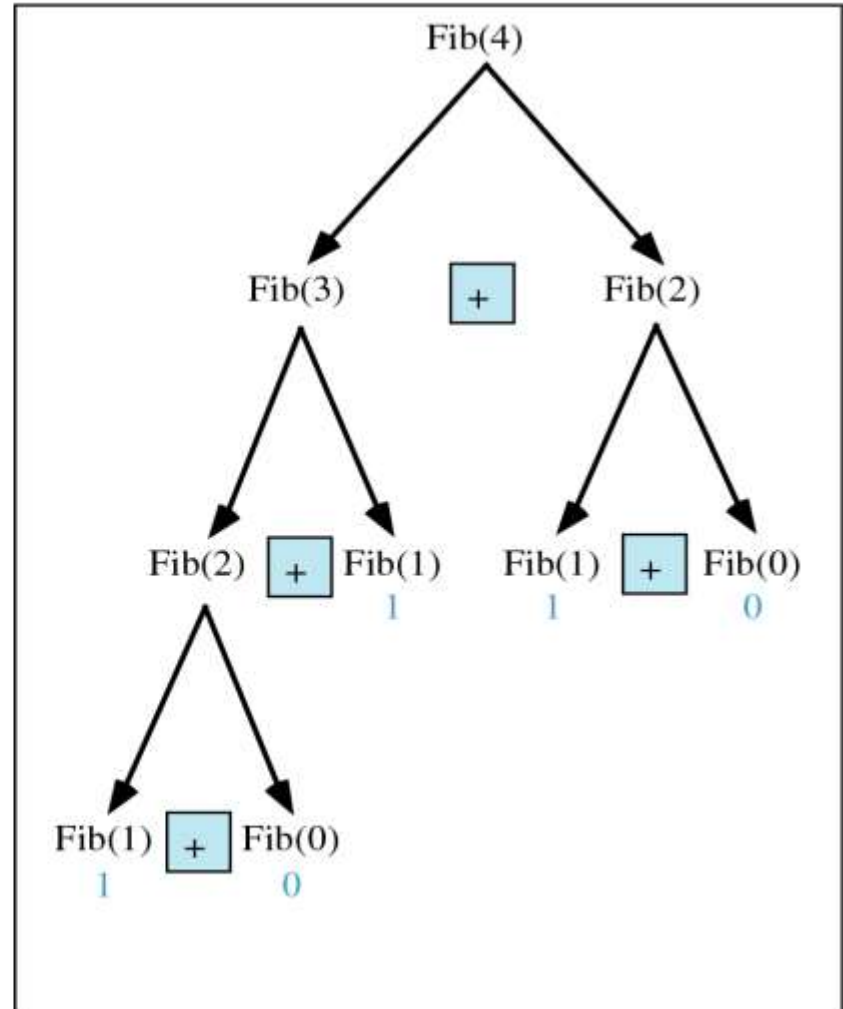 Fib(4)
Fib(3) + Fib(2)
Fib(2) + Fib(1) Fib(1) + Fib(0)
1 1 0
Fib(1) + Fib(0)
1 0